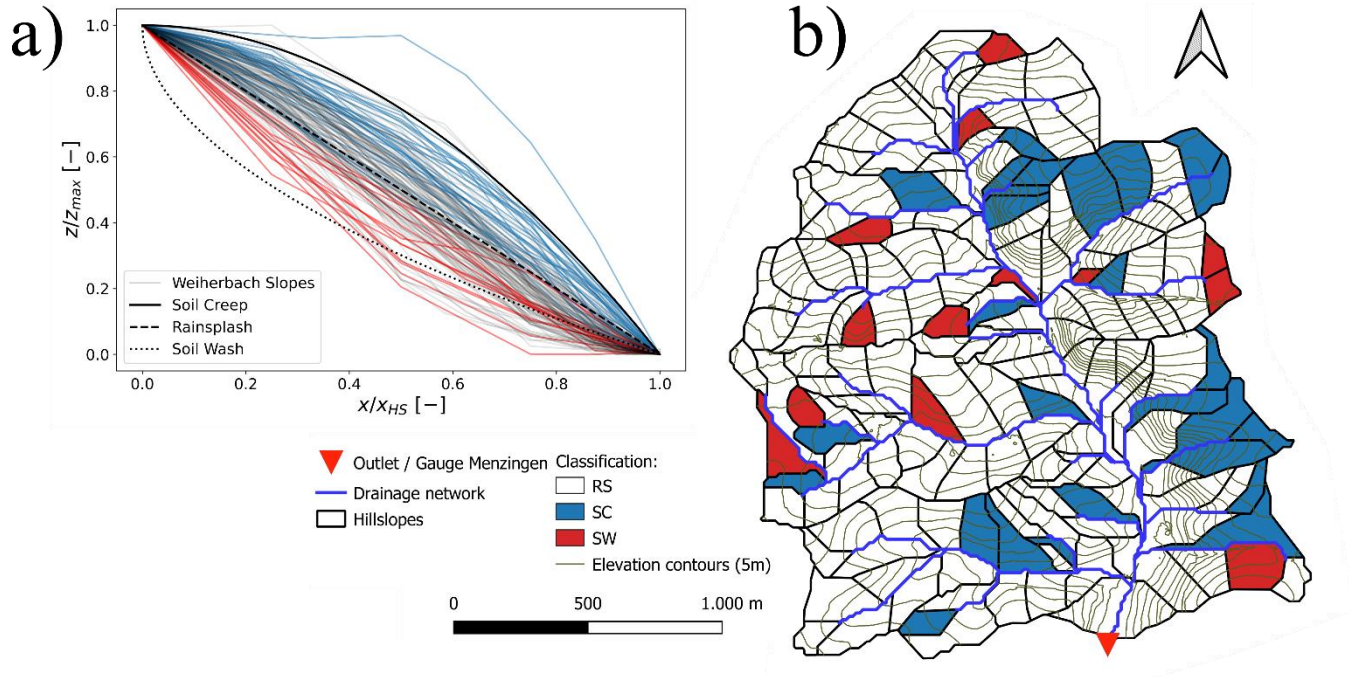 a)
1.0
0.8
0.6
0.4
0.2
0.0
z/z_max [–]
Weiherbach Slopes
Soil Creep
Rainsplash
Soil Wash
0.0 0.2 0.4 0.6 0.8 1.0
x/x_HS [–]
b)
Outlet / Gauge Menzingen
Drainage network
Hillslopes
Classification:
RS
SC
SW
Elevation contours (5m)
0 500 1.000 m